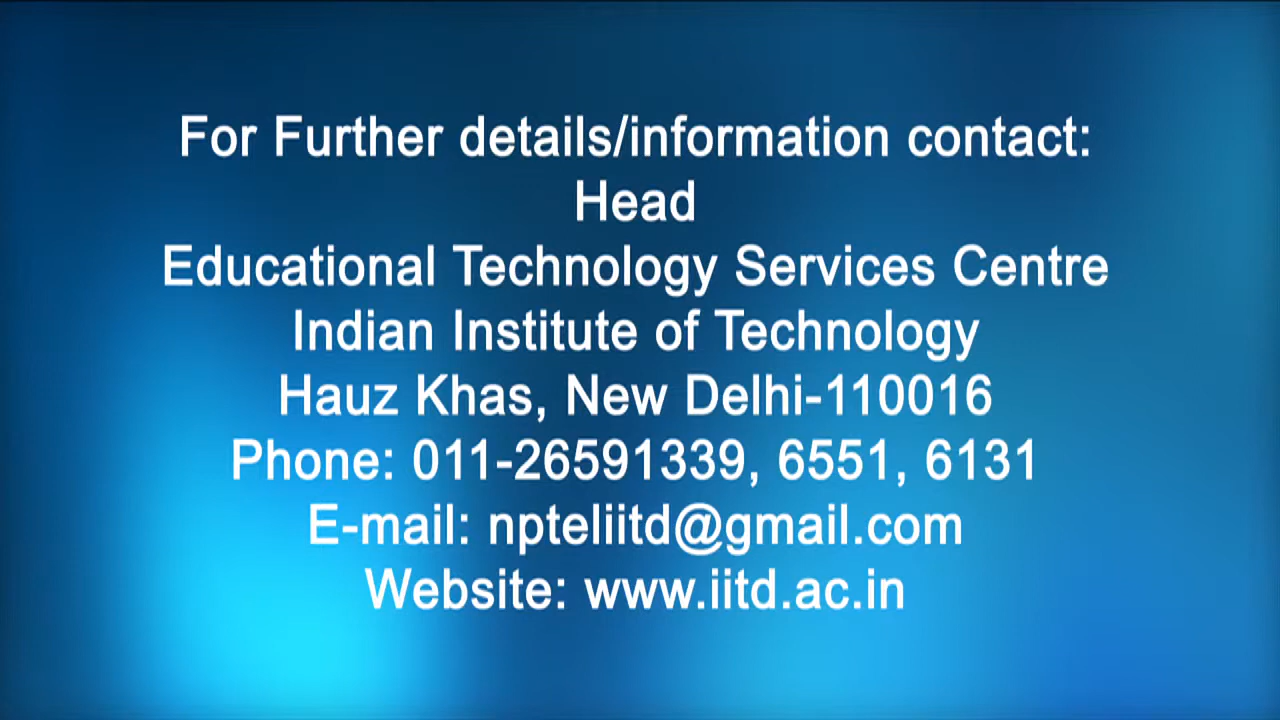 For Further details/information contact:
Head
Educational Technology Services Centre
Indian Institute of Technology
Hauz Khas, New Delhi-110016
Phone: 011-26591339, 6551, 6131
E-mail: npteliitd@gmail.com
Website: www.iitd.ac.in